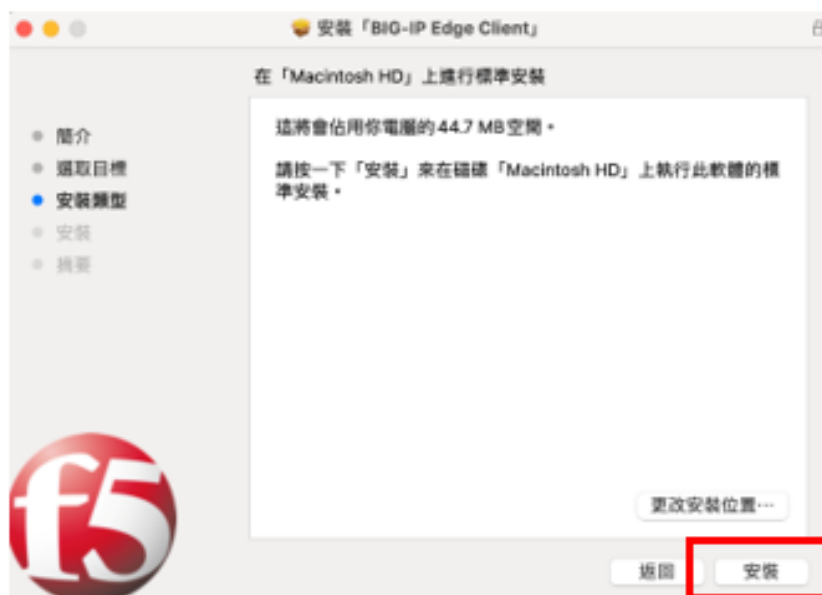 安裝「BIG-IP Edge Client」
在「Macintosh HD」上進行標準安裝
簡介
選取目標
安裝類型
安裝
摘要
這將會佔用你電腦的 44.7 MB 空間。
請按一下「安裝」來在磁碟「Macintosh HD」上執行此軟體的標
準安裝。
更改安裝位置⋯
返回
安裝
f5